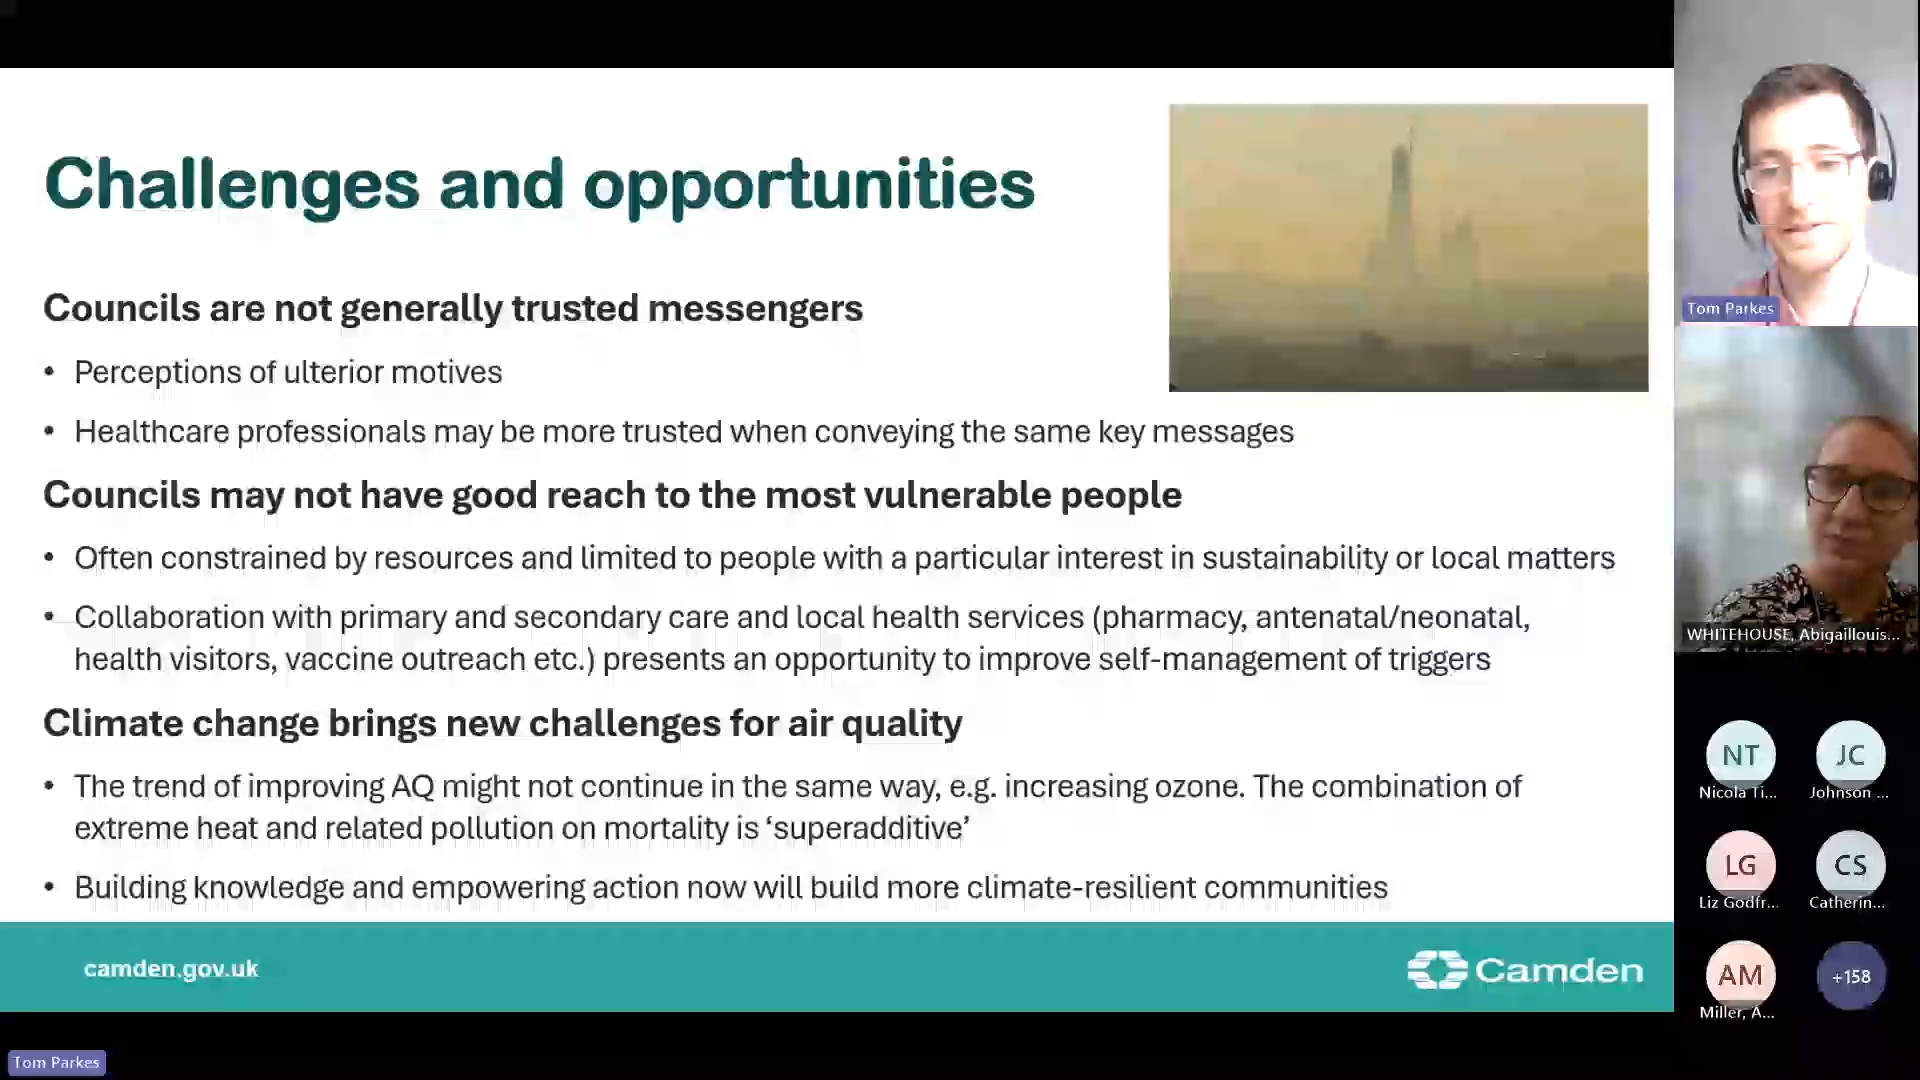 Challenges and opportunities
Councils are not generally trusted messengers
• Perceptions of ulterior motives
• Healthcare professionals may be more trusted when conveying the same key messages
Councils may not have good reach to the most vulnerable people
• Often constrained by resources and limited to people with a particular interest in sustainability or local matters
• Collaboration with primary and secondary care and local health services (pharmacy, antenatal/neonatal,
health visitors, vaccine outreach etc.) presents an opportunity to improve self-management of triggers
Climate change brings new challenges for air quality
• The trend of improving AQ might not continue in the same way, e.g. increasing ozone. The combination of
extreme heat and related pollution on mortality is ‘superadditive’
• Building knowledge and empowering action now will build more climate-resilient communities
camden.gov.uk
Camden
Tom Parkes
Tom Parkes
WHITEHOUSE, Abigaillouis...
NT
Nicola Ti...
JC
Johnson ...
LG
Liz Godfr...
CS
Catherin...
AM
Miller, A...
+158